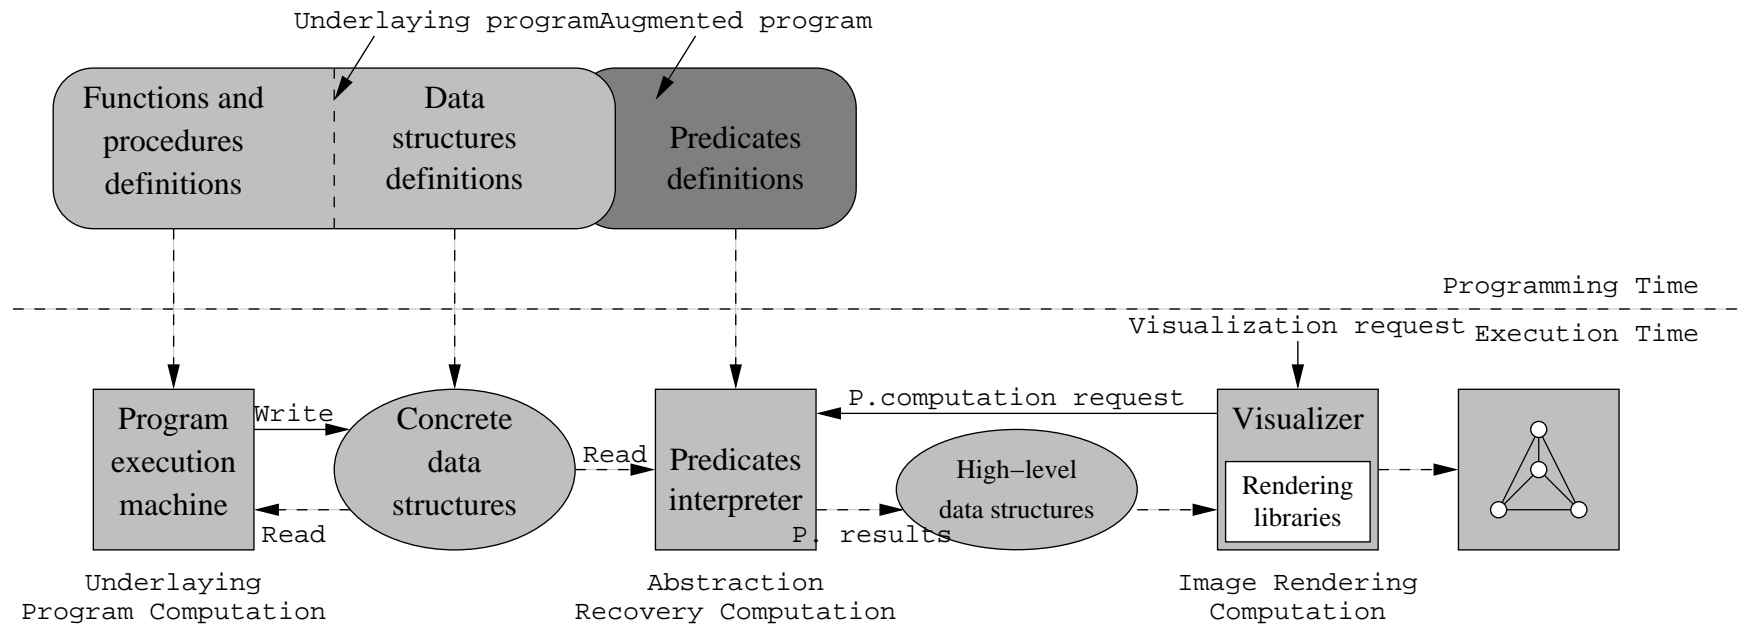 Underlaying program
Augmented program
Functions and
procedures
definitions
Data
structures
definitions
Predicates
definitions
Programming Time
Execution Time
Visualization request
Program
execution
machine
Write
Read
Concrete
data
structures
Read
Predicates
interpreter
P.computation request
P. results
High−level
data structures
Visualizer
Rendering
libraries
Underlaying
Program Computation
Abstraction
Recovery Computation
Image Rendering
Computation